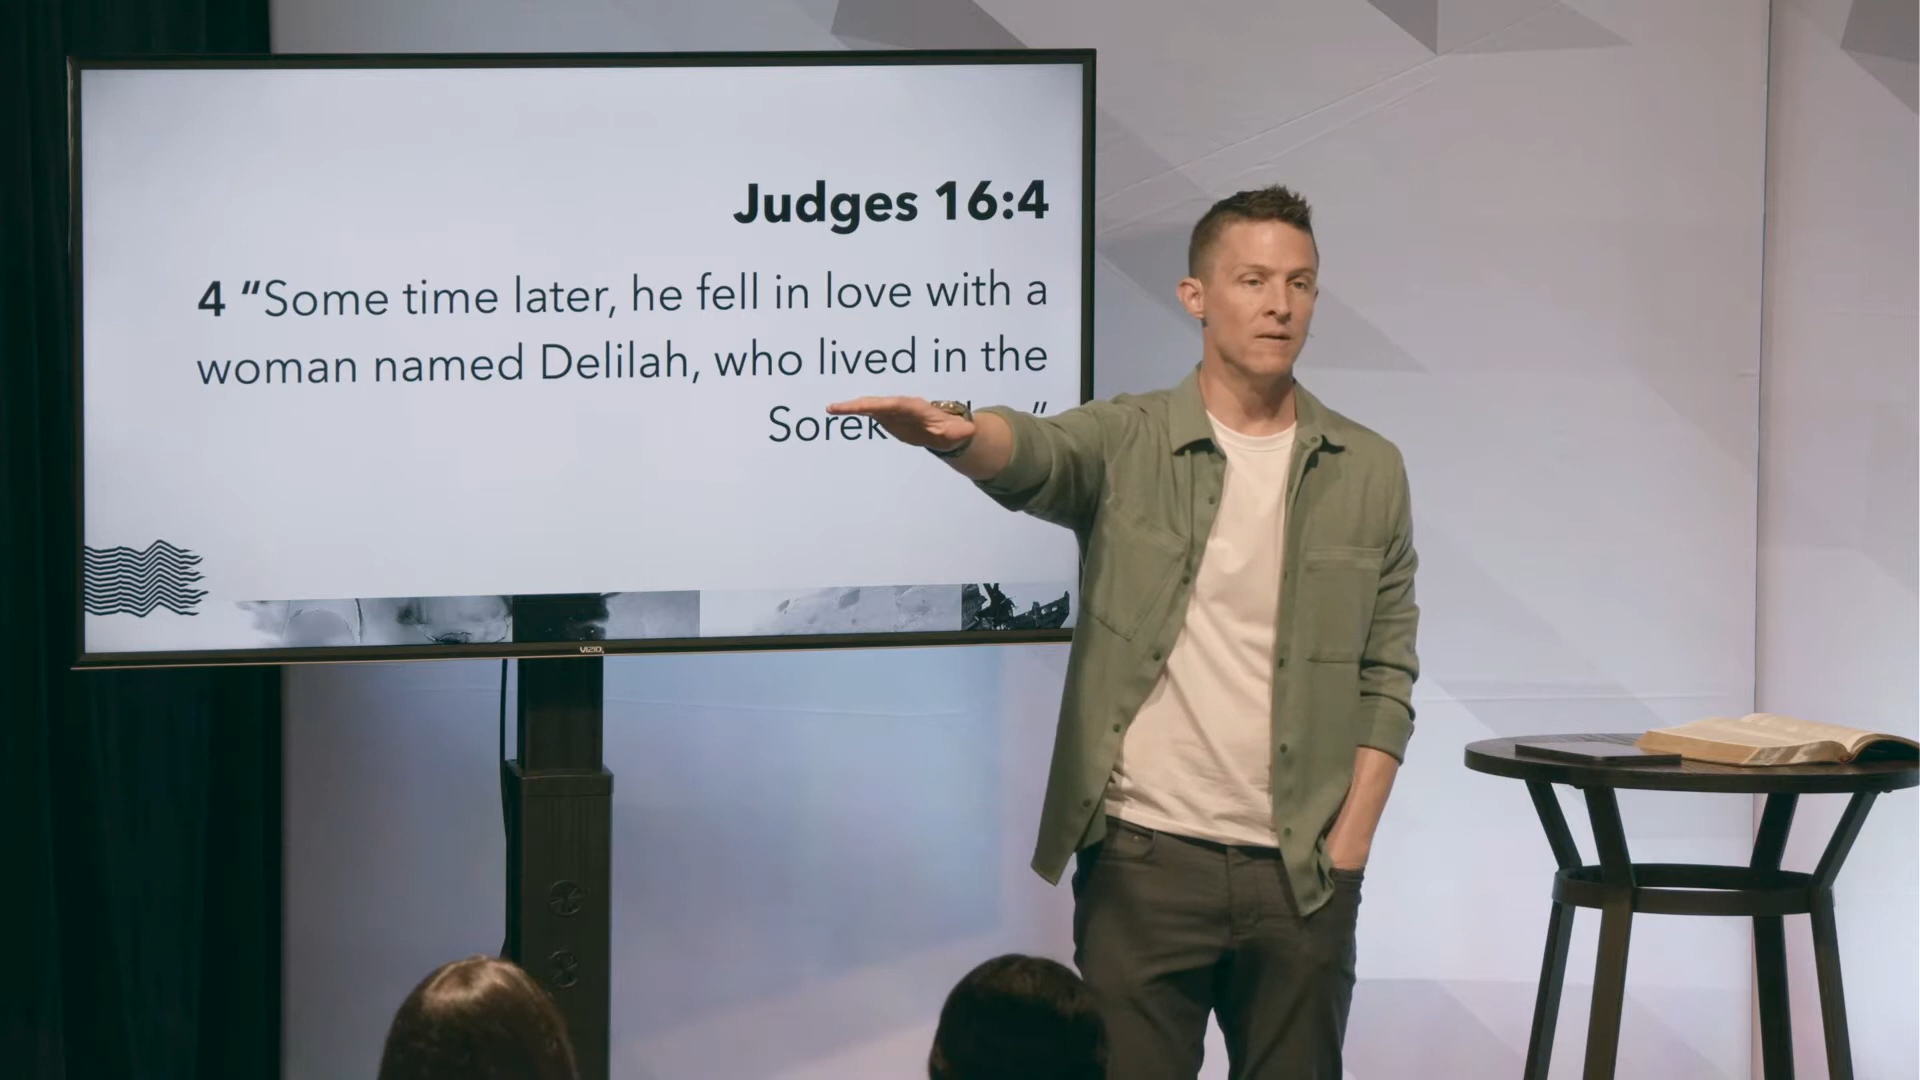 Judges 16:4
4 “Some time later, he fell in love with a
woman named Delilah, who lived in the
Sorek ”
VIZIO